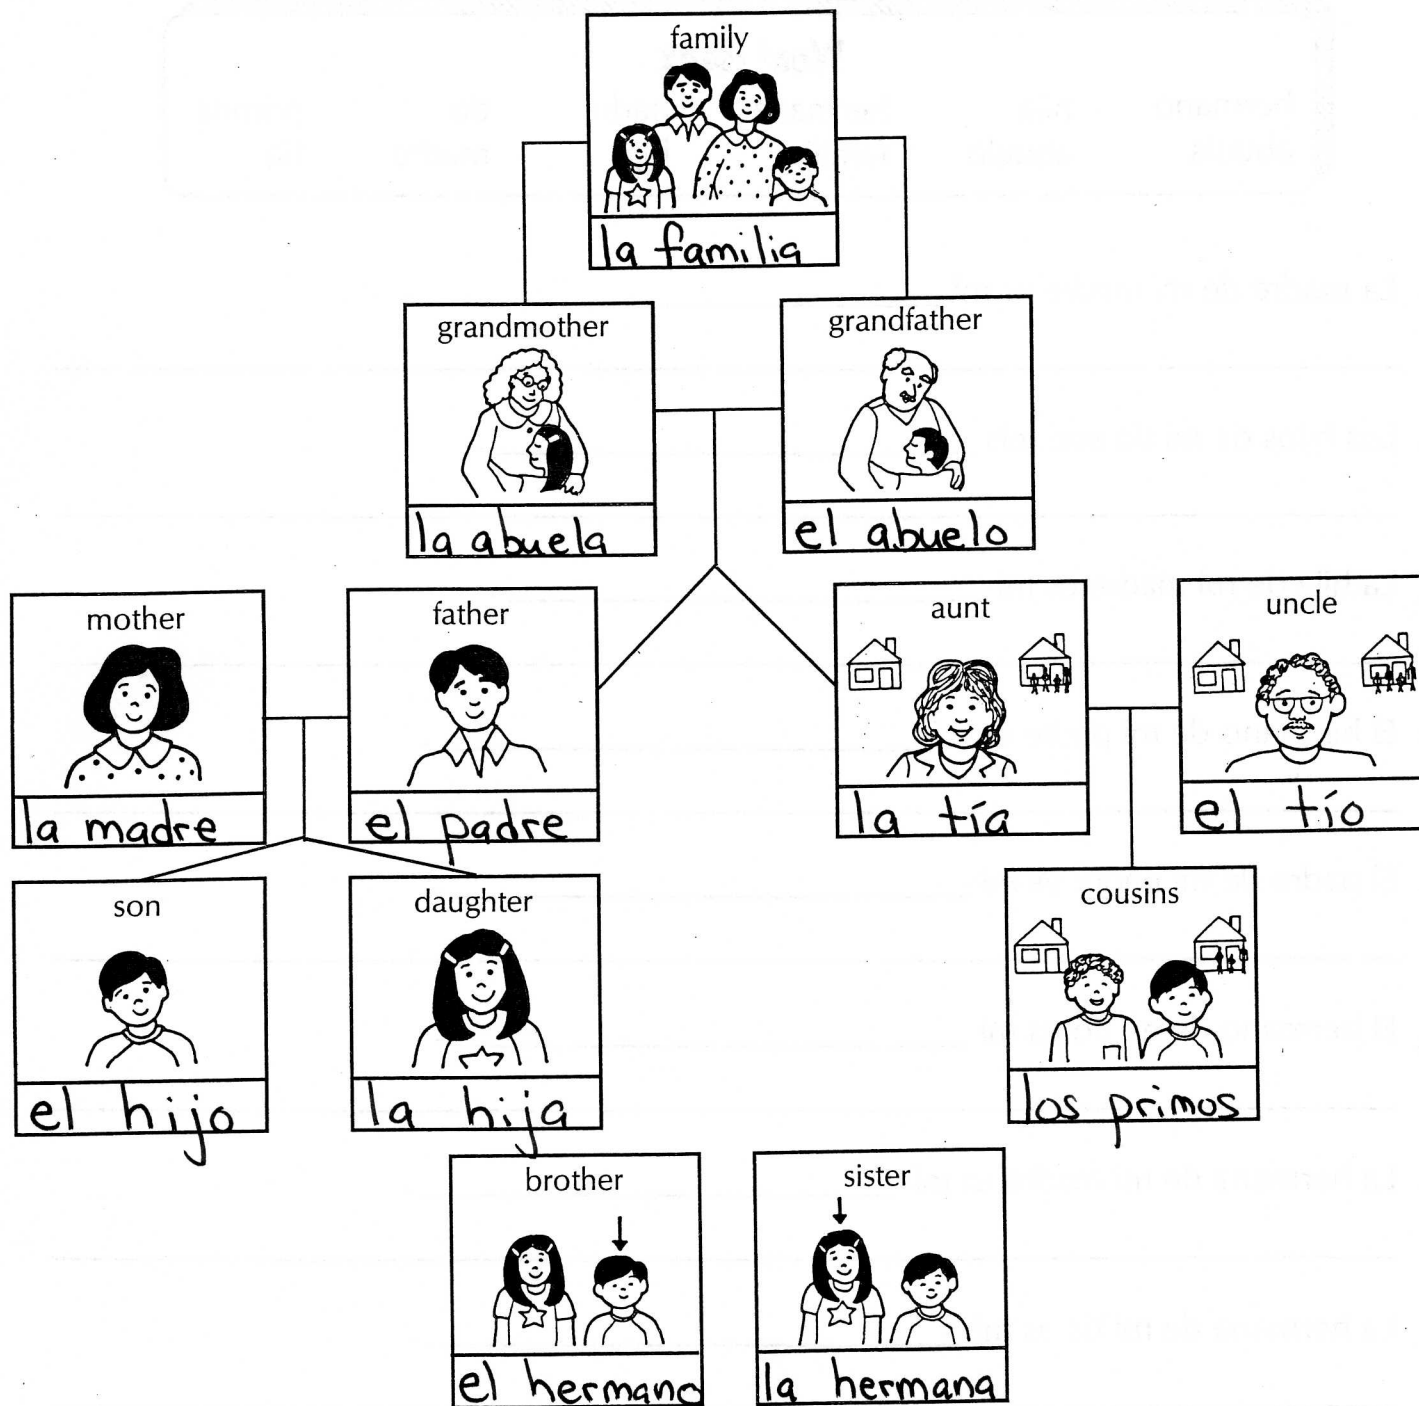 family
la familia
grandmother
la abuela
grandfather
el abuelo
mother
la madre
father
el padre
aunt
la tía
uncle
el tío
son
el hijo
daughter
la hija
cousins
los primos
brother
el hermano
sister
la hermana